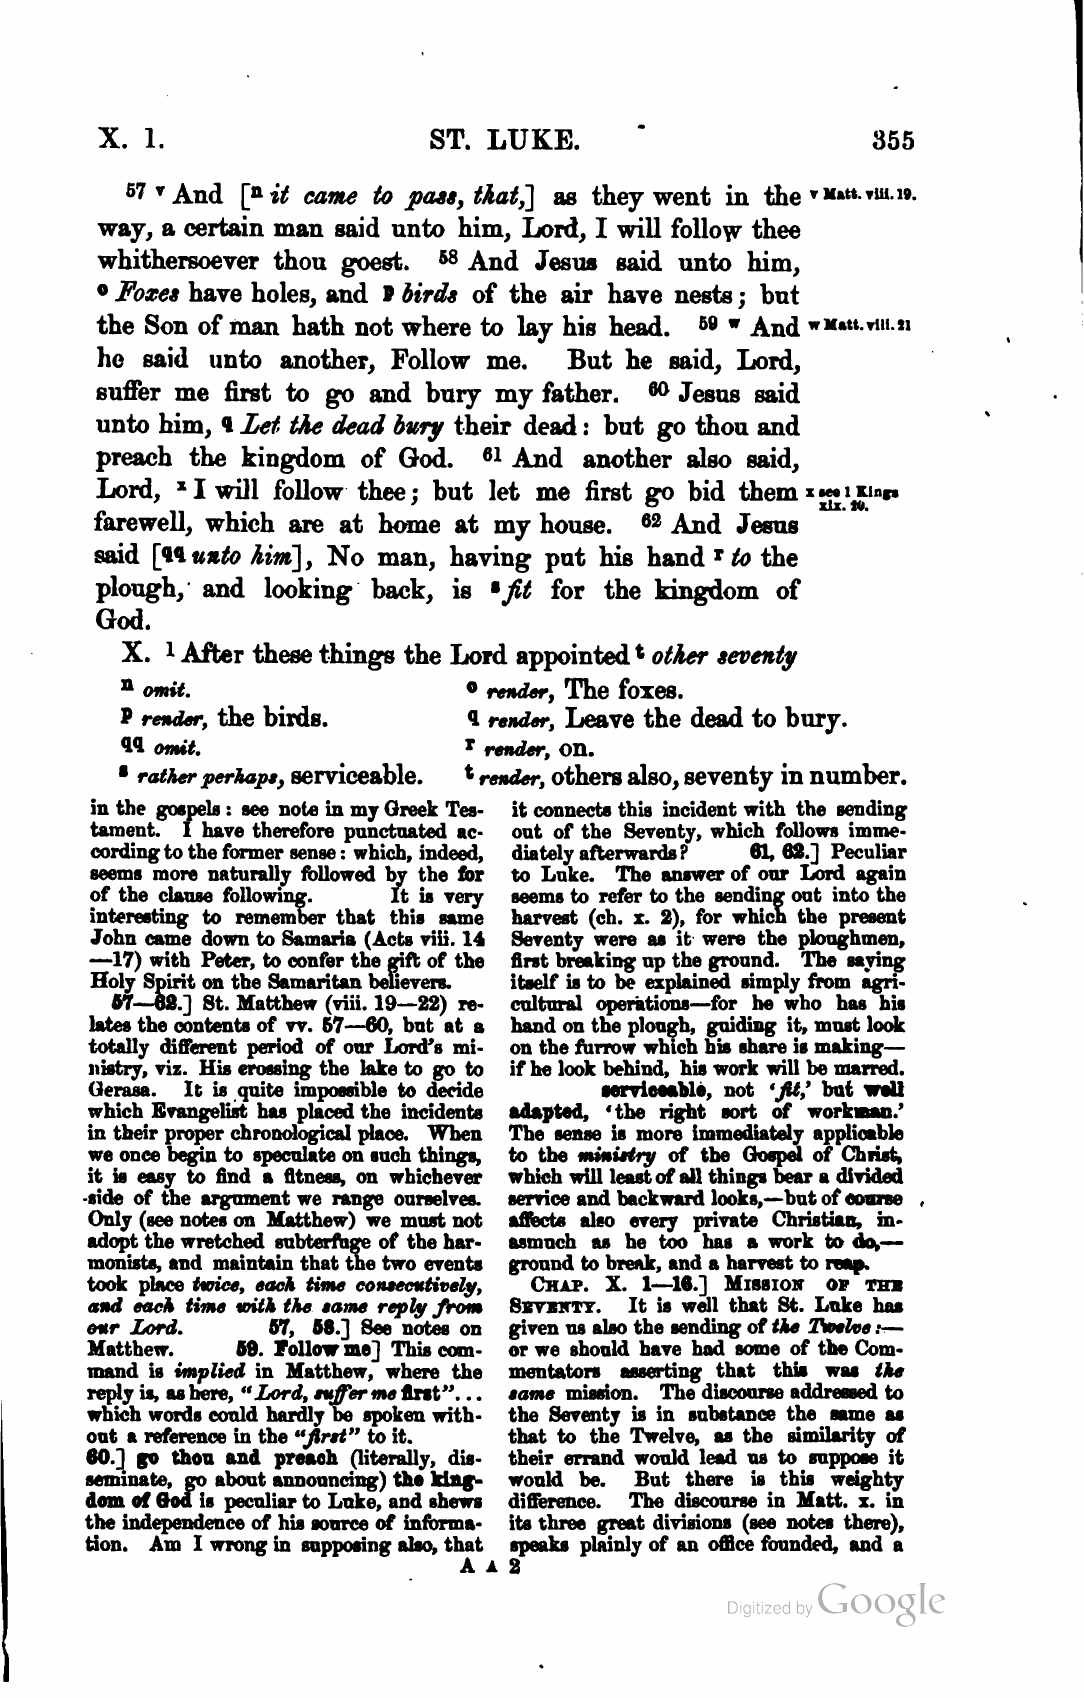 X. 1. ST. LUKE. 355
57 v And [n it came to pass, that,] as they went in the v Matt. viii. 19.
way, a certain man said unto him, Lord, I will follow thee
whithersoever thou goest. 58 And Jesus said unto him,
o Foxes have holes, and p birds of the air have nests; but
the Son of man hath not where to lay his head. 59 w And w Matt. viii. 21
he said unto another, Follow me. But he said, Lord,
suffer me first to go and bury my father. 60 Jesus said
unto him, q Let the dead bury their dead: but go thou and
preach the kingdom of God. 61 And another also said,
Lord, x I will follow thee; but let me first go bid them x see 1 Kings
xix. 20.
farewell, which are at home at my house. 62 And Jesus
said [qq unto him], No man, having put his hand r to the
plough, and looking back, is s fit for the kingdom of
God.
X. 1 After these things the Lord appointed t other seventy
n omit. o render, The foxes.
p render, the birds. q render, Leave the dead to bury.
qq omit. r render, on.
s rather perhaps, serviceable. t render, others also, seventy in number.
in the gospels: see note in my Greek Tes-
tament. I have therefore punctuated ac-
cording to the former sense: which, indeed,
seems more naturally followed by the for
of the clause following. It is very
interesting to remember that this same
John came down to Samaria (Acts viii. 14
—17) with Peter, to confer the gift of the
Holy Spirit on the Samaritan believers.
57—62.] St. Matthew (viii. 19—22) re-
lates the contents of vv. 57—60, but at a
totally different period of our Lord's mi-
nistry, viz. His crossing the lake to go to
Gerasa. It is quite impossible to decide
which Evangelist has placed the incidents
in their proper chronological place. When
we once begin to speculate on such things,
it is easy to find a fitness, on whichever
side of the argument we range ourselves.
Only (see notes on Matthew) we must not
adopt the wretched subterfuge of the har-
monists, and maintain that the two events
took place twice, each time consecutively,
and each time with the same reply from
our Lord. 57, 58.] See notes on
Matthew. 59. Follow me] This com-
mand is implied in Matthew, where the
reply is, as here, "Lord, suffer me first"...
which words could hardly be spoken with-
out a reference in the "first" to it.
60.] go thou and preach (literally, dis-
seminate, go about announcing) the king-
dom of God is peculiar to Luke, and shews
the independence of his source of informa-
tion. Am I wrong in supposing also, that
it connects this incident with the sending
out of the Seventy, which follows imme-
diately afterwards? 61, 62.] Peculiar
to Luke. The answer of our Lord again
seems to refer to the sending out into the
harvest (ch. x. 2), for which the present
Seventy were as it were the ploughmen,
first breaking up the ground. The saying
itself is to be explained simply from agri-
cultural operations—for he who has his
hand on the plough, guiding it, must look
on the furrow which his share is making—
if he look behind, his work will be marred.
serviceable, not 'fit,' but well
adapted, 'the right sort of workman.'
The sense is more immediately applicable
to the ministry of the Gospel of Christ,
which will least of all things bear a divided
service and backward looks,—but of course
affects also every private Christian, in-
asmuch as he too has a work to do,—
ground to break, and a harvest to reap.
CHAP. X. 1—16.] MISSION OF THE
SEVENTY. It is well that St. Luke has
given us also the sending of the Twelve:—
or we should have had some of the Com-
mentators asserting that this was the
same mission. The discourse addressed to
the Seventy is in substance the same as
that to the Twelve, as the similarity of
their errand would lead us to suppose it
would be. But there is this weighty
difference. The discourse in Matt. x. in
its three great divisions (see notes there),
speaks plainly of an office founded, and a
A A 2
Digitized by Google